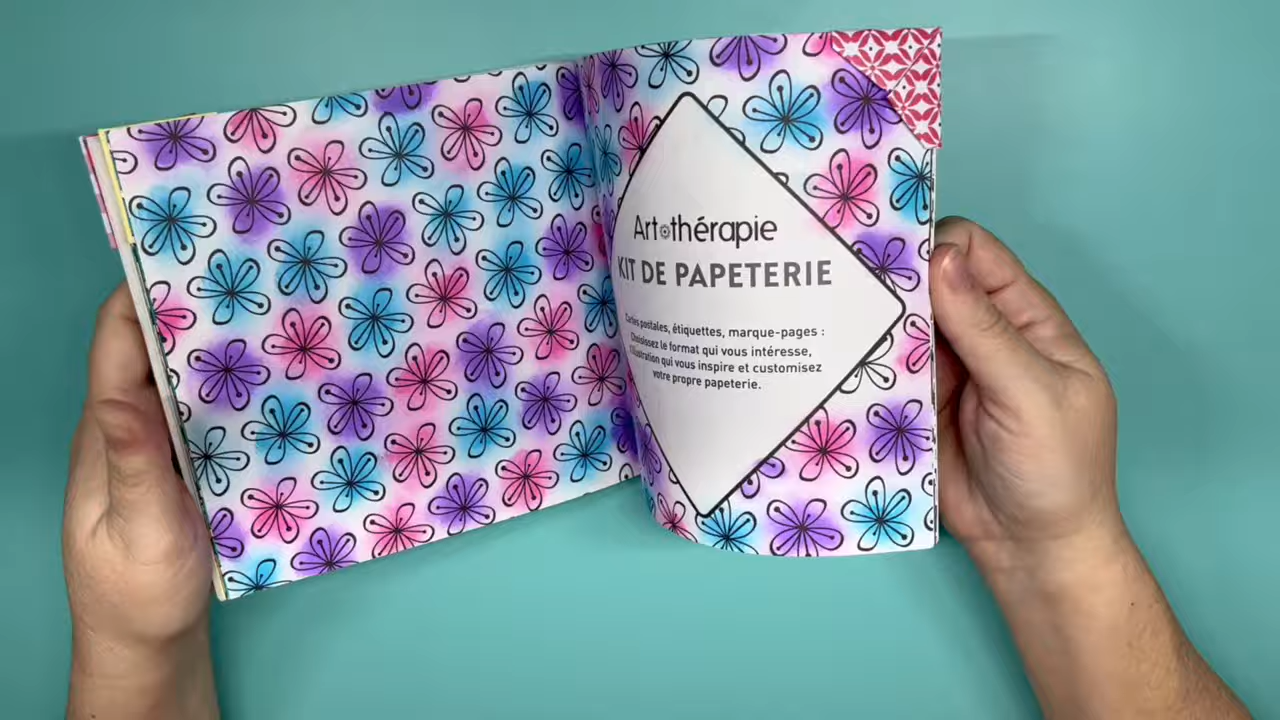 Art thérapie
KIT DE PAPETERIE
Cartes postales, étiquettes, marque-pages :
Choisissez le format qui vous intéresse,
l'illustration qui vous inspire et customisez
votre propre papeterie.